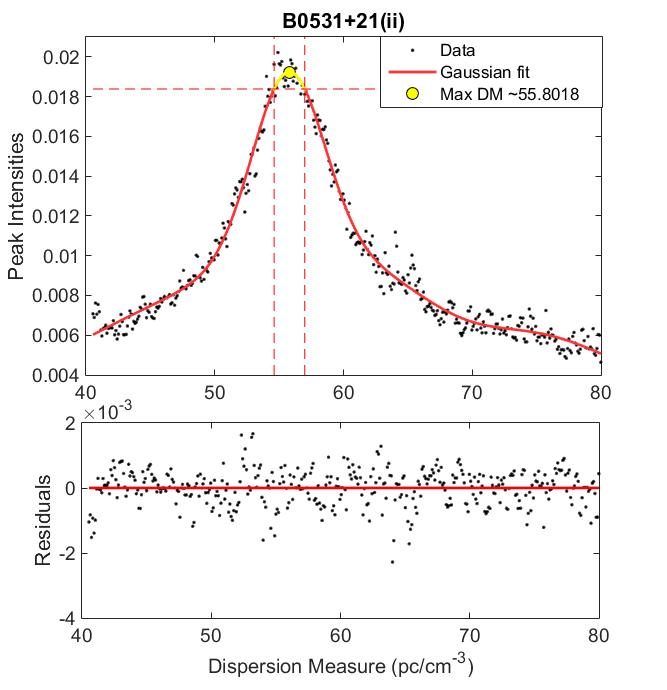 B0531+21(ii)
Data
Gaussian fit
Max DM ~55.8018
Peak Intensities
0.02
0.018
0.016
0.014
0.012
0.01
0.008
0.006
0.004
40 50 60 70 80
×10-3
Residuals
2
0
-2
-4
40 50 60 70 80
Dispersion Measure (pc/cm-3)